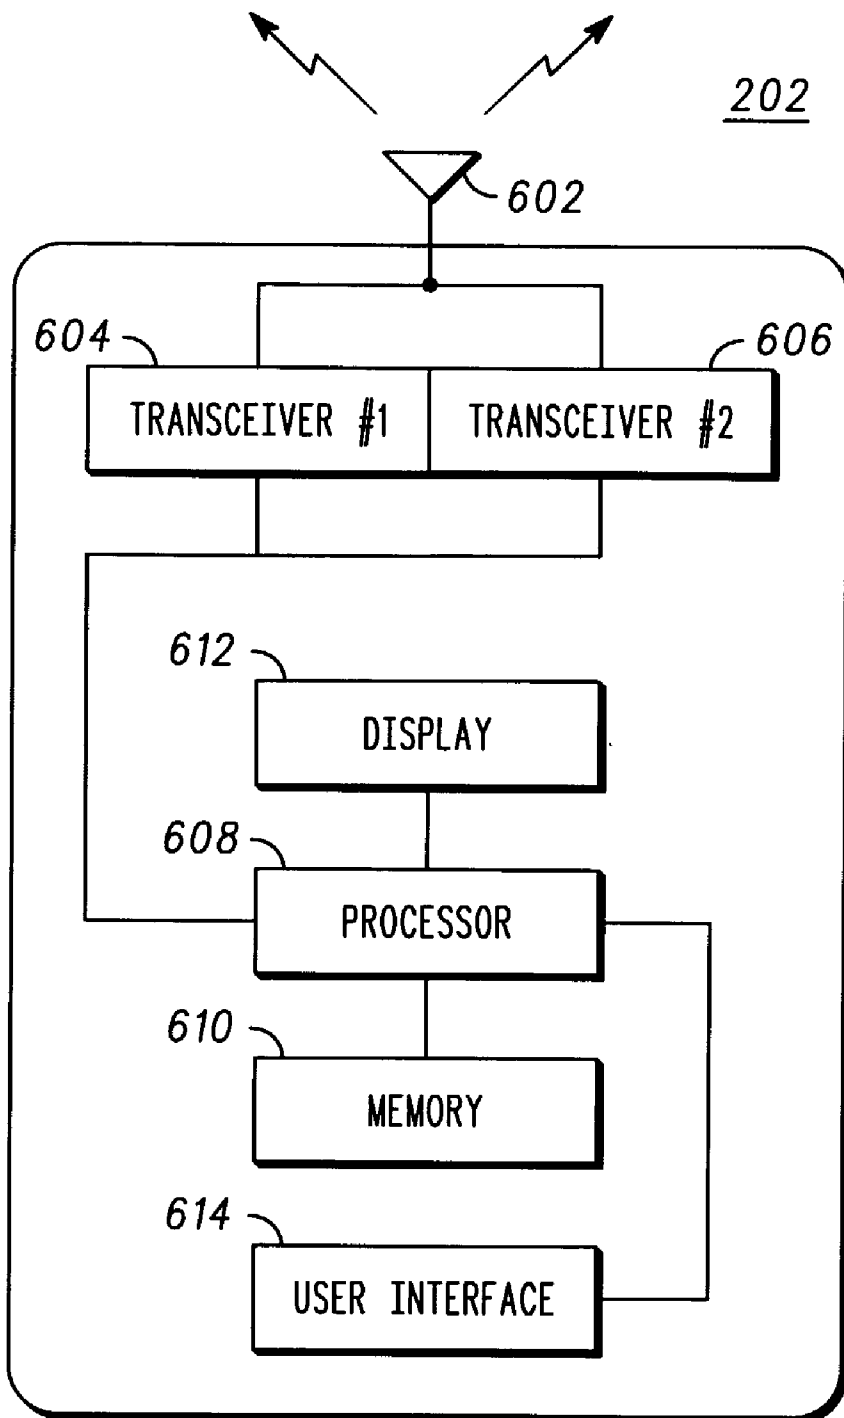 202
602
604
606
TRANSCEIVER #1
TRANSCEIVER #2
612
DISPLAY
608
PROCESSOR
610
MEMORY
614
USER INTERFACE